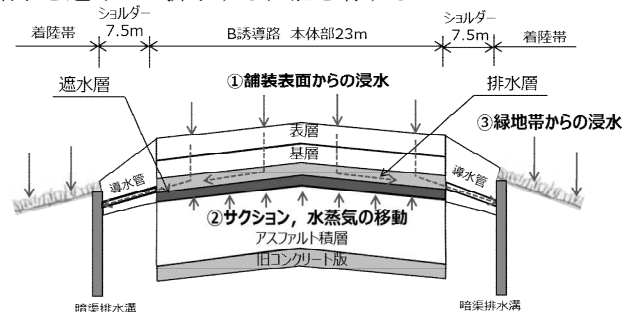 ショルダー
7.5m
着陸帯
B誘導路 本体部23m
ショルダー
7.5m
着陸帯
遮水層
①舗装表面からの浸水
排水層
③緑地帯からの浸水
表層
基層
導水管
導水管
②サクション，水蒸気の移動
アスファルト積層
旧コンクリート版
暗渠排水溝
暗渠排水溝